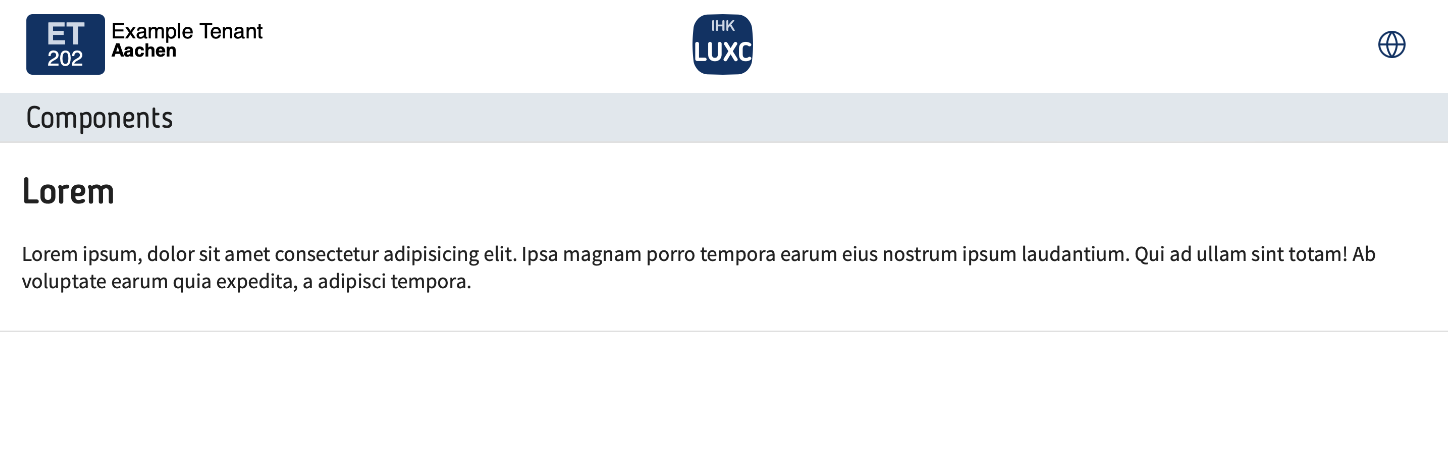 ET
202
Example Tenant
Aachen
IHK
LUXC
Components
Lorem
Lorem ipsum, dolor sit amet consectetur adipisicing elit. Ipsa magnam porro tempora earum eius nostrum ipsum laudantium. Qui ad ullam sint totam! Ab
voluptate earum quia expedita, a adipisci tempora.